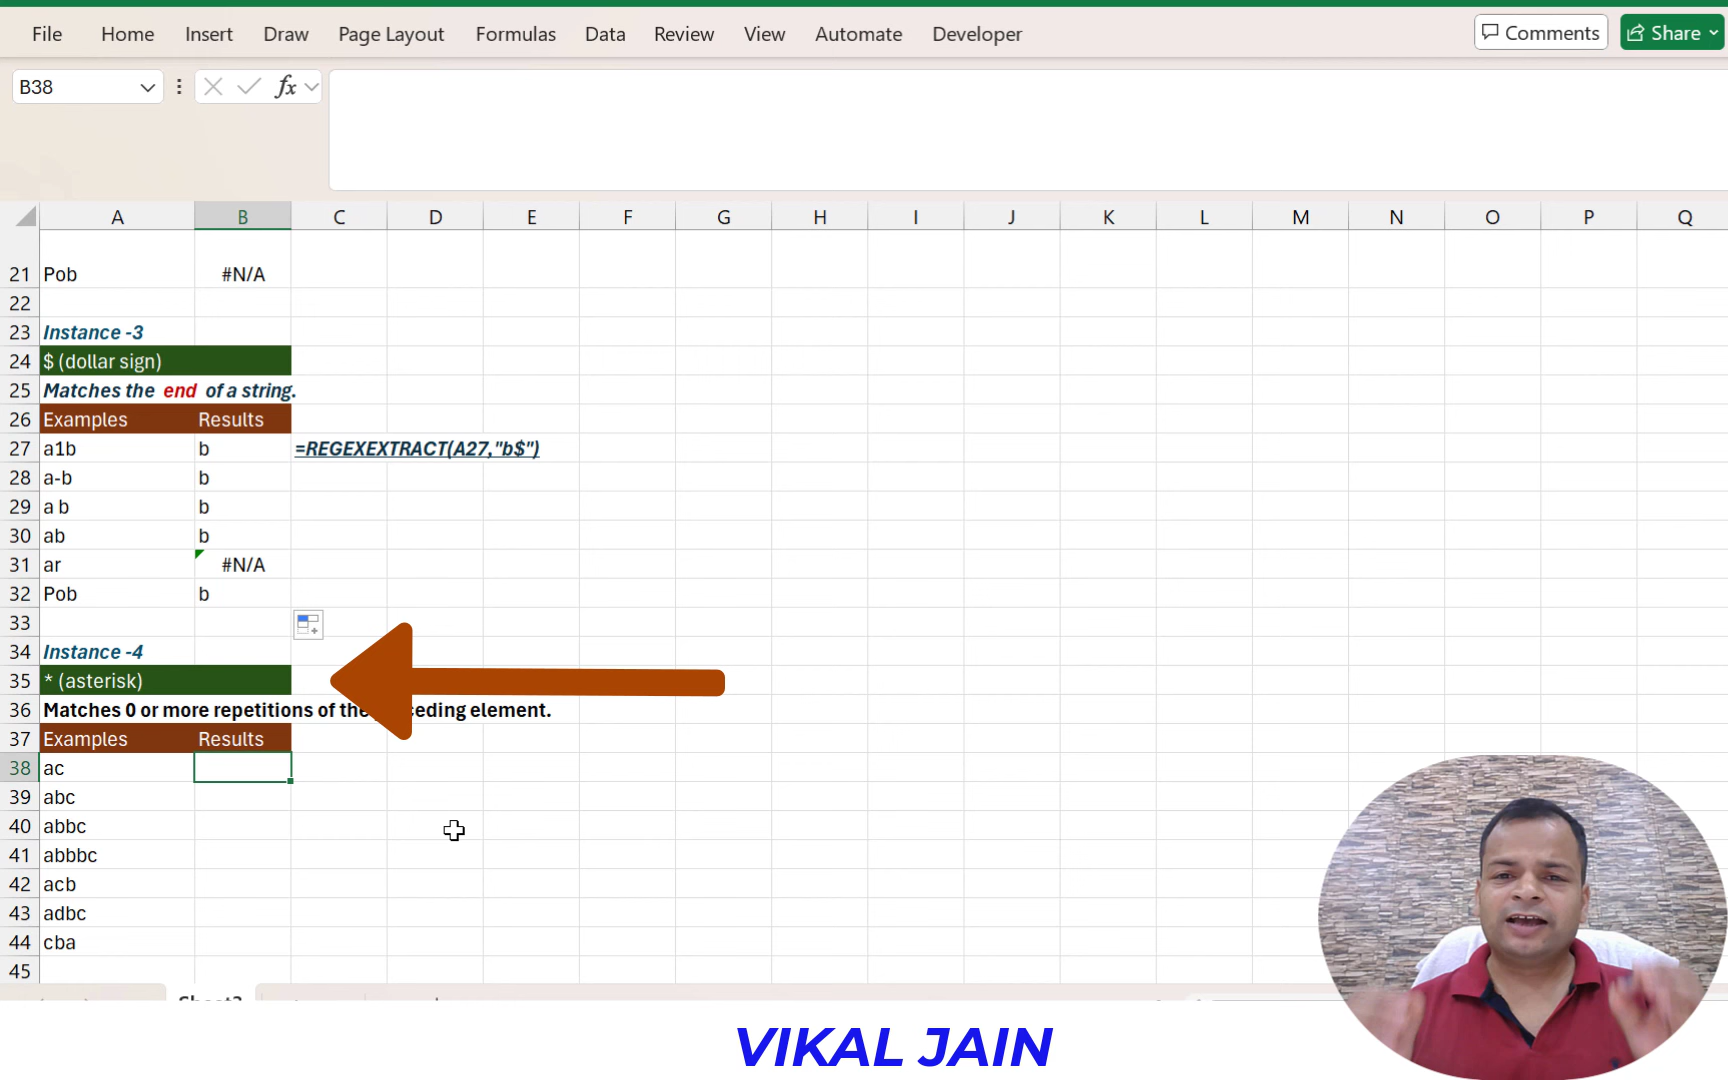 File Home Insert Draw Page Layout Formulas Data Review View Automate Developer Comments Share
B38 fx
A B C D E F G H I J K L M N O P Q
21 Pob #N/A
22
23 Instance -3
24 $ (dollar sign)
25 Matches the end of a string.
26 Examples Results
27 a1b b =REGEXEXTRACT(A27,"b$")
28 a-b b
29 a b b
30 ab b
31 ar #N/A
32 Pob b
33
34 Instance -4
35 * (asterisk)
36 Matches 0 or more repetitions of the ceding element.
37 Examples Results
38 ac
39 abc
40 abbc
41 abbbc
42 acb
43 adbc
44 cba
45
VIKAL JAIN